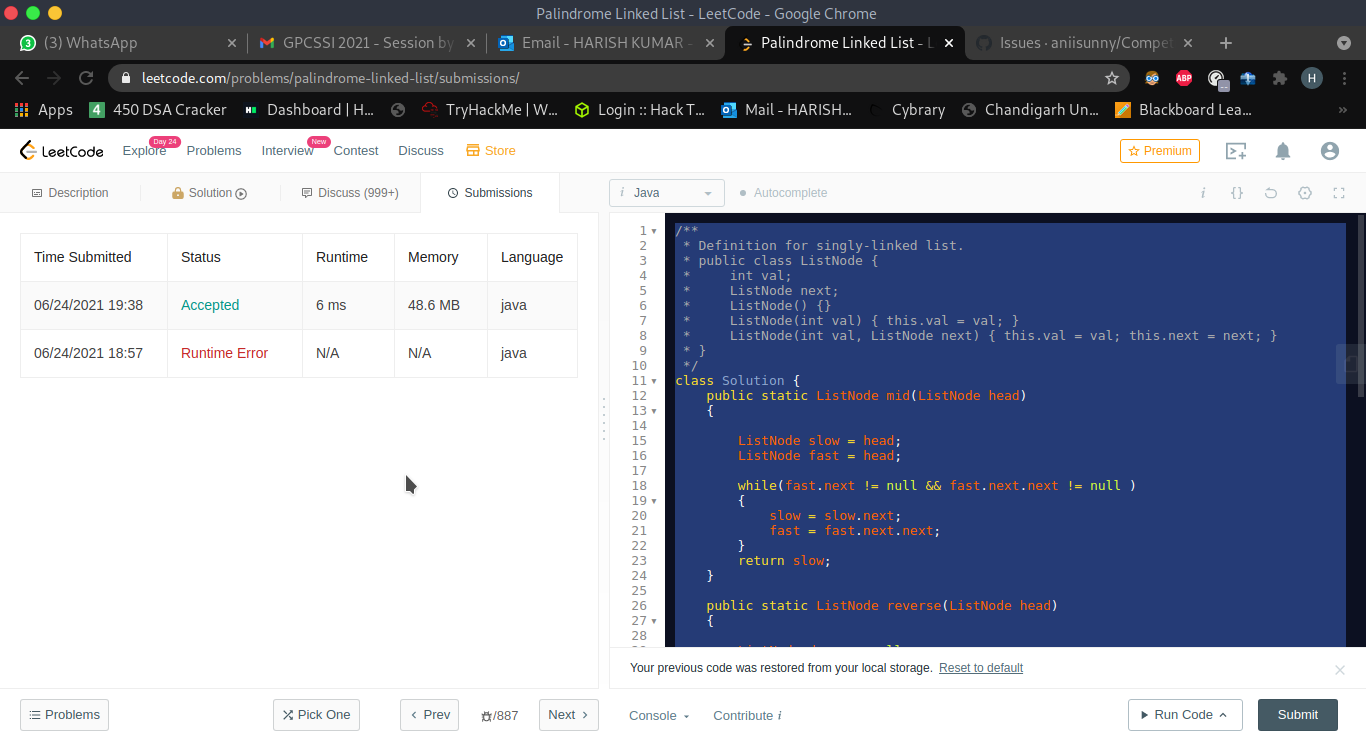 Palindrome Linked List - LeetCode - Google Chrome
3 (3) WhatsApp
GPCSSI 2021 - Session by
Email - HARISH KUMAR -
Palindrome Linked List - L
Issues · aniisunny/Compet
leetcode.com/problems/palindrome-linked-list/submissions/
ABP
H
Apps
4 450 DSA Cracker
Dashboard | H...
TryHackMe | W...
Login :: Hack T...
Mail - HARISH...
Cybrary
Chandigarh Un...
Blackboard Lea...
»
LeetCode
Explore Day 24
Problems
Interview New
Contest
Discuss
Store
Premium
Description
Solution
Discuss (999+)
Submissions
i Java
Autocomplete
i {}
Time Submitted Status Runtime Memory Language
06/24/2021 19:38 Accepted 6 ms 48.6 MB java
06/24/2021 18:57 Runtime Error N/A N/A java
1 /**
2 * Definition for singly-linked list.
3 * public class ListNode {
4 * int val;
5 * ListNode next;
6 * ListNode() {}
7 * ListNode(int val) { this.val = val; }
8 * ListNode(int val, ListNode next) { this.val = val; this.next = next; }
9 * }
10 */
11 class Solution {
12 public static ListNode mid(ListNode head)
13 {
14
15 ListNode slow = head;
16 ListNode fast = head;
17
18 while(fast.next != null && fast.next.next != null )
19 {
20 slow = slow.next;
21 fast = fast.next.next;
22 }
23 return slow;
24 }
25
26 public static ListNode reverse(ListNode head)
27 {
28
Your previous code was restored from your local storage. Reset to default
Problems
Pick One
Prev
/887
Next
Console
Contribute i
Run Code
Submit